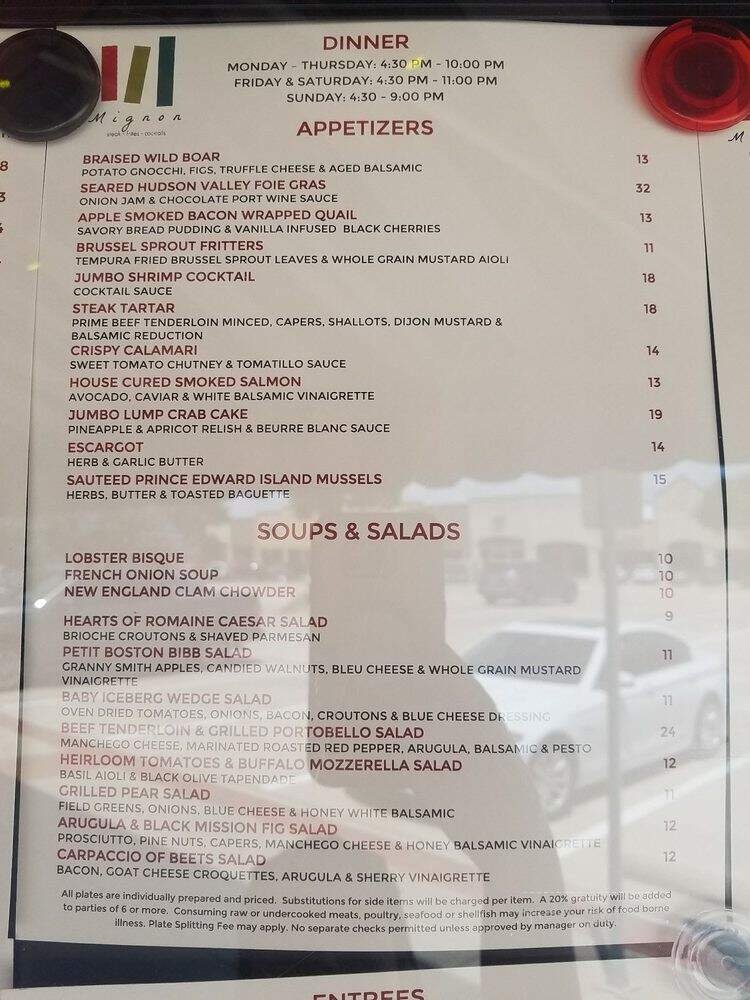 Mignon
steak · frites · cocktails
DINNER
MONDAY - THURSDAY: 4:30 PM - 10:00 PM
FRIDAY & SATURDAY: 4:30 PM - 11:00 PM
SUNDAY: 4:30 - 9:00 PM
APPETIZERS
BRAISED WILD BOAR 13
POTATO GNOCCHI, FIGS, TRUFFLE CHEESE & AGED BALSAMIC
SEARED HUDSON VALLEY FOIE GRAS 32
ONION JAM & CHOCOLATE PORT WINE SAUCE
APPLE SMOKED BACON WRAPPED QUAIL 13
SAVORY BREAD PUDDING & VANILLA INFUSED BLACK CHERRIES
BRUSSEL SPROUT FRITTERS 11
TEMPURA FRIED BRUSSEL SPROUT LEAVES & WHOLE GRAIN MUSTARD AIOLI
JUMBO SHRIMP COCKTAIL 18
COCKTAIL SAUCE
STEAK TARTAR 18
PRIME BEEF TENDERLOIN MINCED, CAPERS, SHALLOTS, DIJON MUSTARD &
BALSAMIC REDUCTION
CRISPY CALAMARI 14
SWEET TOMATO CHUTNEY & TOMATILLO SAUCE
HOUSE CURED SMOKED SALMON 13
AVOCADO, CAVIAR & WHITE BALSAMIC VINAIGRETTE
JUMBO LUMP CRAB CAKE 19
PINEAPPLE & APRICOT RELISH & BEURRE BLANC SAUCE
ESCARGOT 14
HERB & GARLIC BUTTER
SAUTEED PRINCE EDWARD ISLAND MUSSELS 15
HERBS, BUTTER & TOASTED BAGUETTE
SOUPS & SALADS
LOBSTER BISQUE 10
FRENCH ONION SOUP 10
NEW ENGLAND CLAM CHOWDER 10
HEARTS OF ROMAINE CAESAR SALAD 9
BRIOCHE CROUTONS & SHAVED PARMESAN
PETIT BOSTON BIBB SALAD 11
GRANNY SMITH APPLES, CANDIED WALNUTS, BLEU CHEESE & WHOLE GRAIN MUSTARD
VINAIGRETTE
BABY ICEBERG WEDGE SALAD 11
OVEN DRIED TOMATOES, ONIONS, BACON, CROUTONS & BLUE CHEESE DRESSING
BEEF TENDERLOIN & GRILLED PORTOBELLO SALAD 24
MANCHEGO CHEESE, MARINATED ROASTED RED PEPPER, ARUGULA, BALSAMIC & PESTO
HEIRLOOM TOMATOES & BUFFALO MOZZERELLA SALAD 12
BASIL AIOLI & BLACK OLIVE TAPENDADE
GRILLED PEAR SALAD 11
FIELD GREENS, ONIONS, BLUE CHEESE & HONEY WHITE BALSAMIC
ARUGULA & BLACK MISSION FIG SALAD 12
PROSCIUTTO, PINE NUTS, CAPERS, MANCHEGO CHEESE & HONEY BALSAMIC VINAIGRETTE
CARPACCIO OF BEETS SALAD 12
BACON, GOAT CHEESE CROQUETTES, ARUGULA & SHERRY VINAIGRETTE
All plates are individually prepared and priced. Substitutions for side items will be charged per item. A 20% gratuity will be added
to parties of 6 or more. Consuming raw or undercooked meats, poultry, seafood or shellfish may increase your risk of food borne
illness. Plate Splitting Fee may apply. No separate checks permitted unless approved by manager on duty.
ENTREES